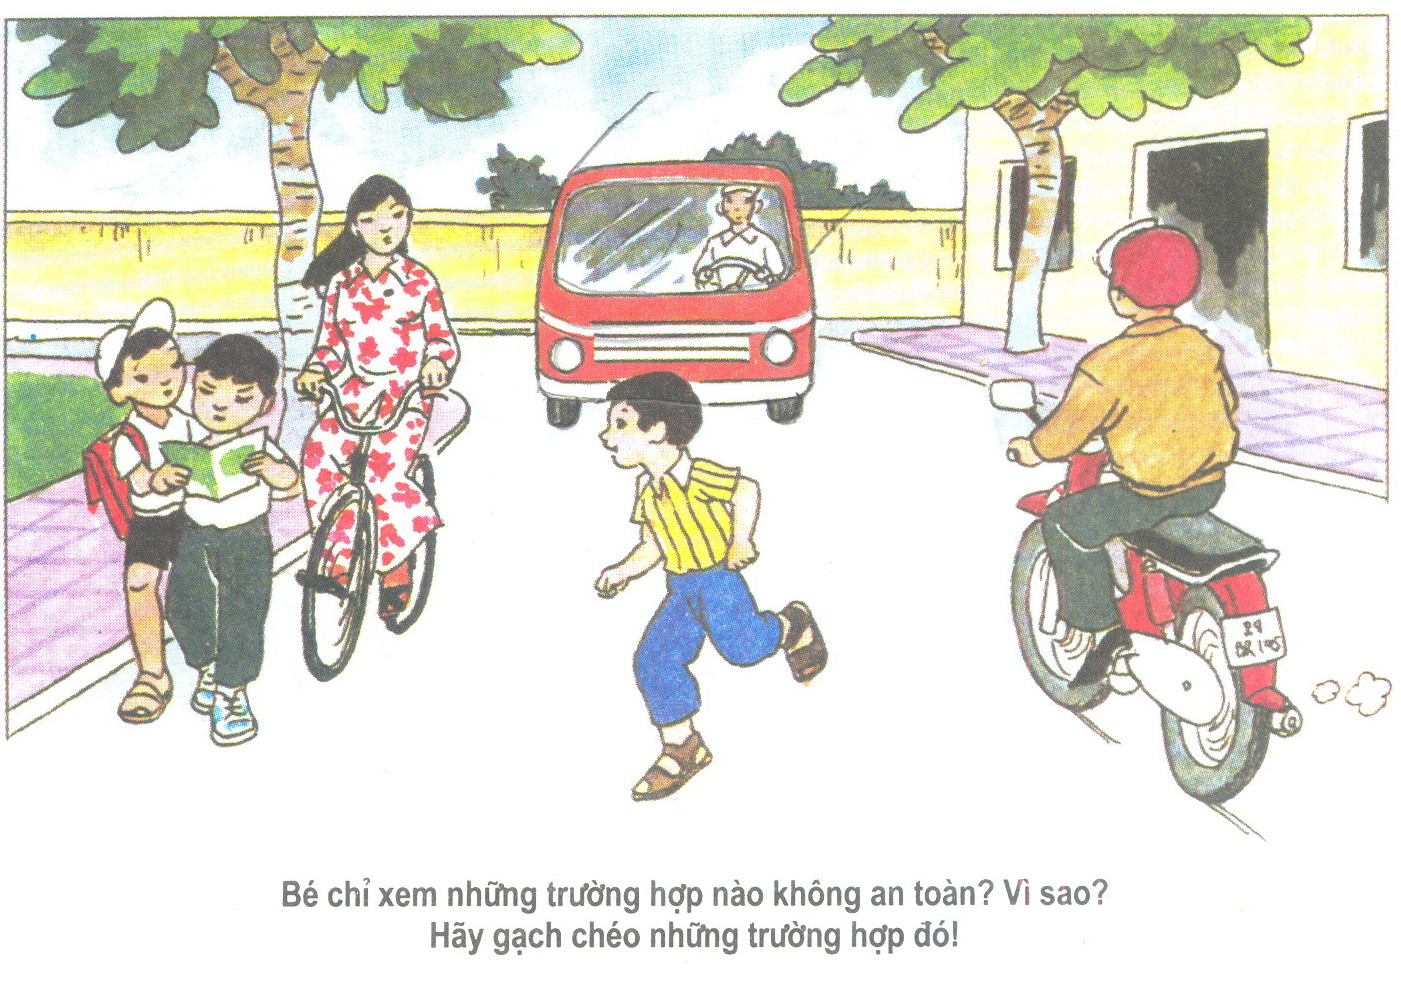 29
Bé chỉ xem những trường hợp nào không an toàn? Vì sao?
Hãy gạch chéo những trường hợp đó!